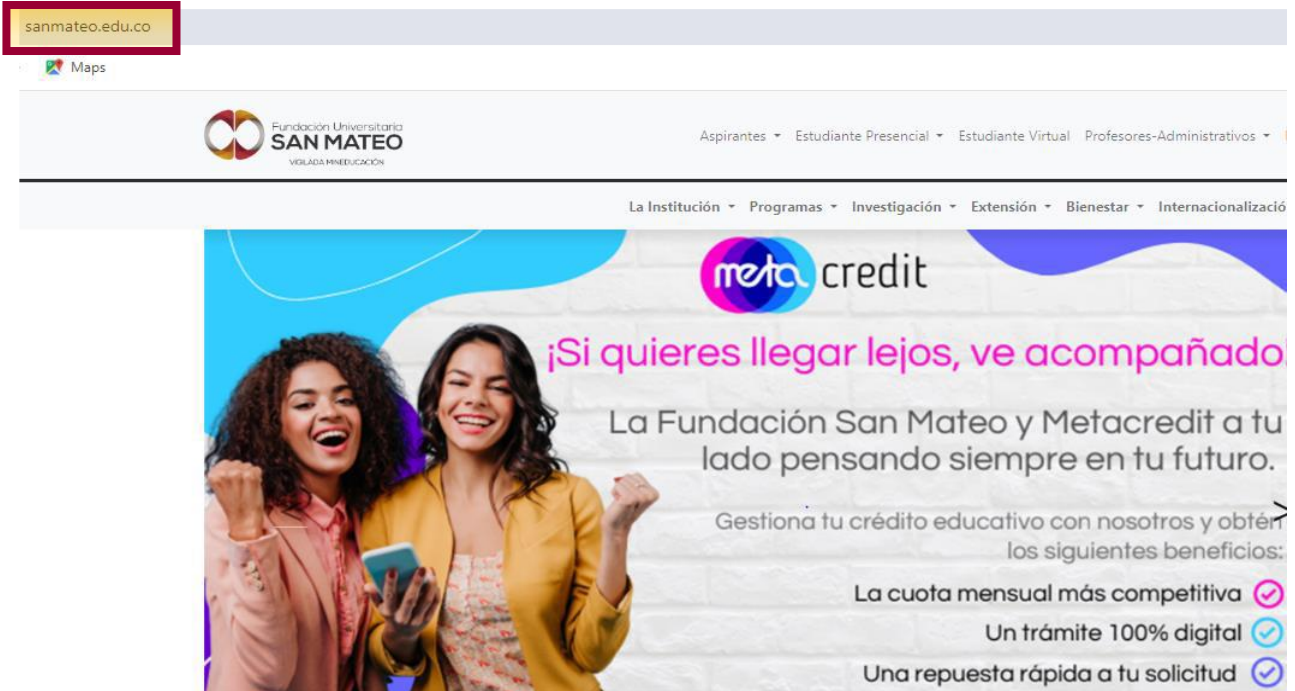 sanmateo.edu.co
Maps
Fundación Universitaria
SAN MATEO
VIGILADA MINEDUCACIÓN
Aspirantes Estudiante Presencial Estudiante Virtual Profesores-Administrativos
La Institución Programas Investigación Extensión Bienestar Internacionalizació
meta credit
¡Si quieres llegar lejos, ve acompañado!
La Fundación San Mateo y Metacredit a tu
lado pensando siempre en tu futuro.
Gestiona tu crédito educativo con nosotros y obtén
los siguientes beneficios:
La cuota mensual más competitiva
Un trámite 100% digital
Una repuesta rápida a tu solicitud